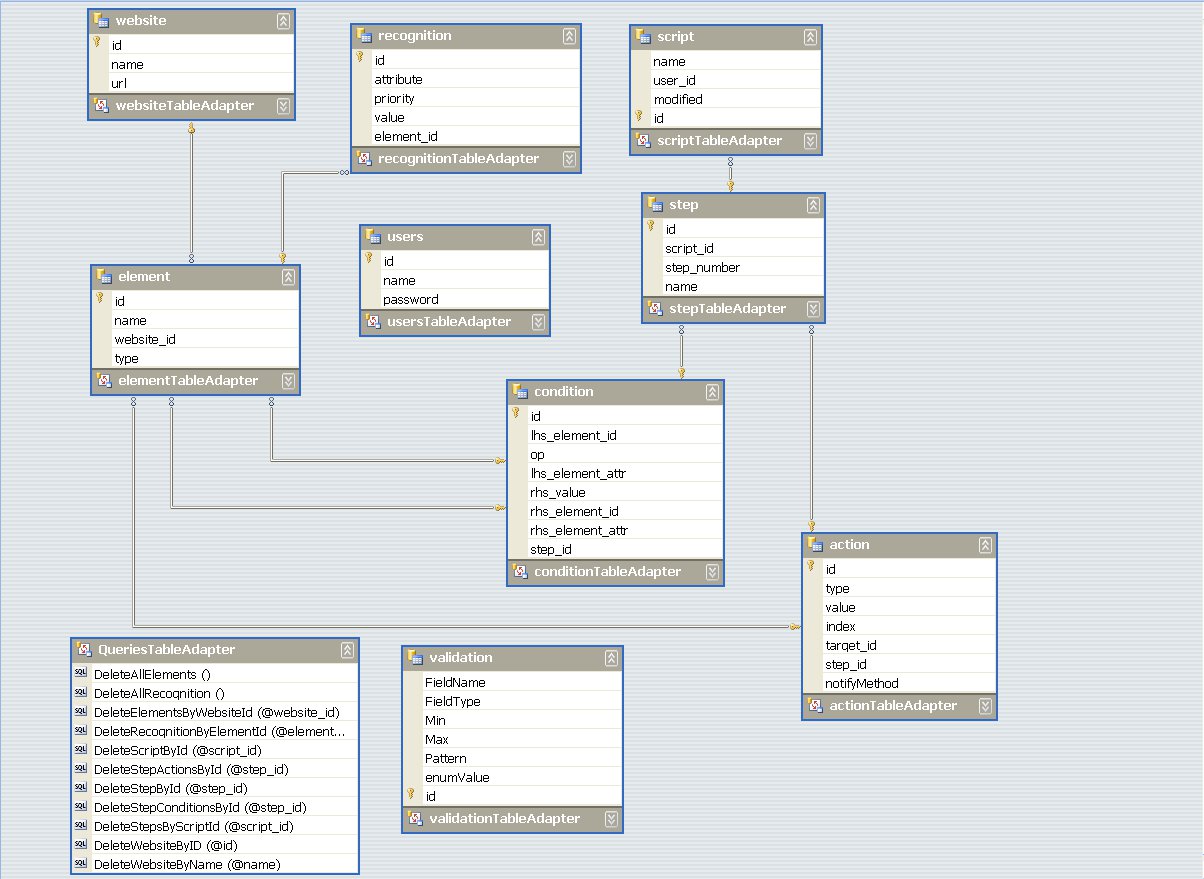 website
id
name
url
websiteTableAdapter
recognition
id
attribute
priority
value
element_id
recognitionTableAdapter
script
name
user_id
modified
id
scriptTableAdapter
step
id
script_id
step_number
name
stepTableAdapter
users
id
name
password
usersTableAdapter
element
id
name
website_id
type
elementTableAdapter
condition
id
lhs_element_id
op
lhs_element_attr
rhs_value
rhs_element_id
rhs_element_attr
step_id
conditionTableAdapter
action
id
type
value
index
target_id
step_id
notifyMethod
actionTableAdapter
QueriesTableAdapter
SQL DeleteAllElements ()
SQL DeleteAllRecognition ()
SQL DeleteElementsByWebsiteId (@website_id)
SQL DeleteRecognitionByElementId (@element...
SQL DeleteScriptById (@script_id)
SQL DeleteStepActionsById (@step_id)
SQL DeleteStepById (@step_id)
SQL DeleteStepConditionsById (@step_id)
SQL DeleteStepsByScriptId (@script_id)
SQL DeleteWebsiteByID (@id)
SQL DeleteWebsiteByName (@name)
validation
FieldName
FieldType
Min
Max
Pattern
enumValue
id
validationTableAdapter